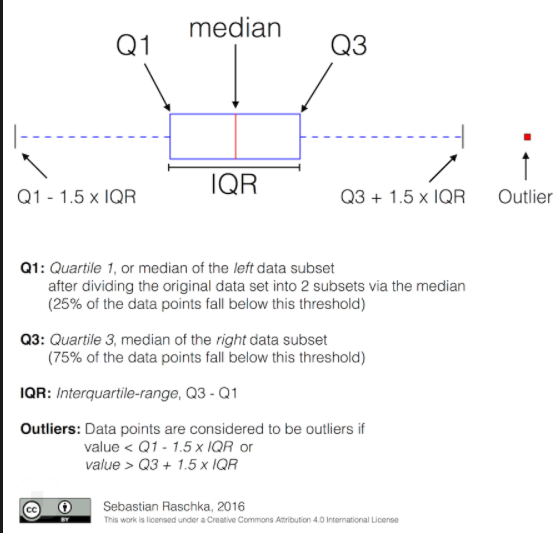 median
Q1
Q3
IQR
Q1 - 1.5 x IQR
Q3 + 1.5 x IQR
Outlier
Q1: Quartile 1, or median of the left data subset
after dividing the original data set into 2 subsets via the median
(25% of the data points fall below this threshold)
Q3: Quartile 3, median of the right data subset
(75% of the data points fall below this threshold)
IQR: Interquartile-range, Q3 - Q1
Outliers: Data points are considered to be outliers if
value < Q1 - 1.5 x IQR or
value > Q3 + 1.5 x IQR
cc
BY
Sebastian Raschka, 2016
This work is licensed under a Creative Commons Attribution 4.0 International License